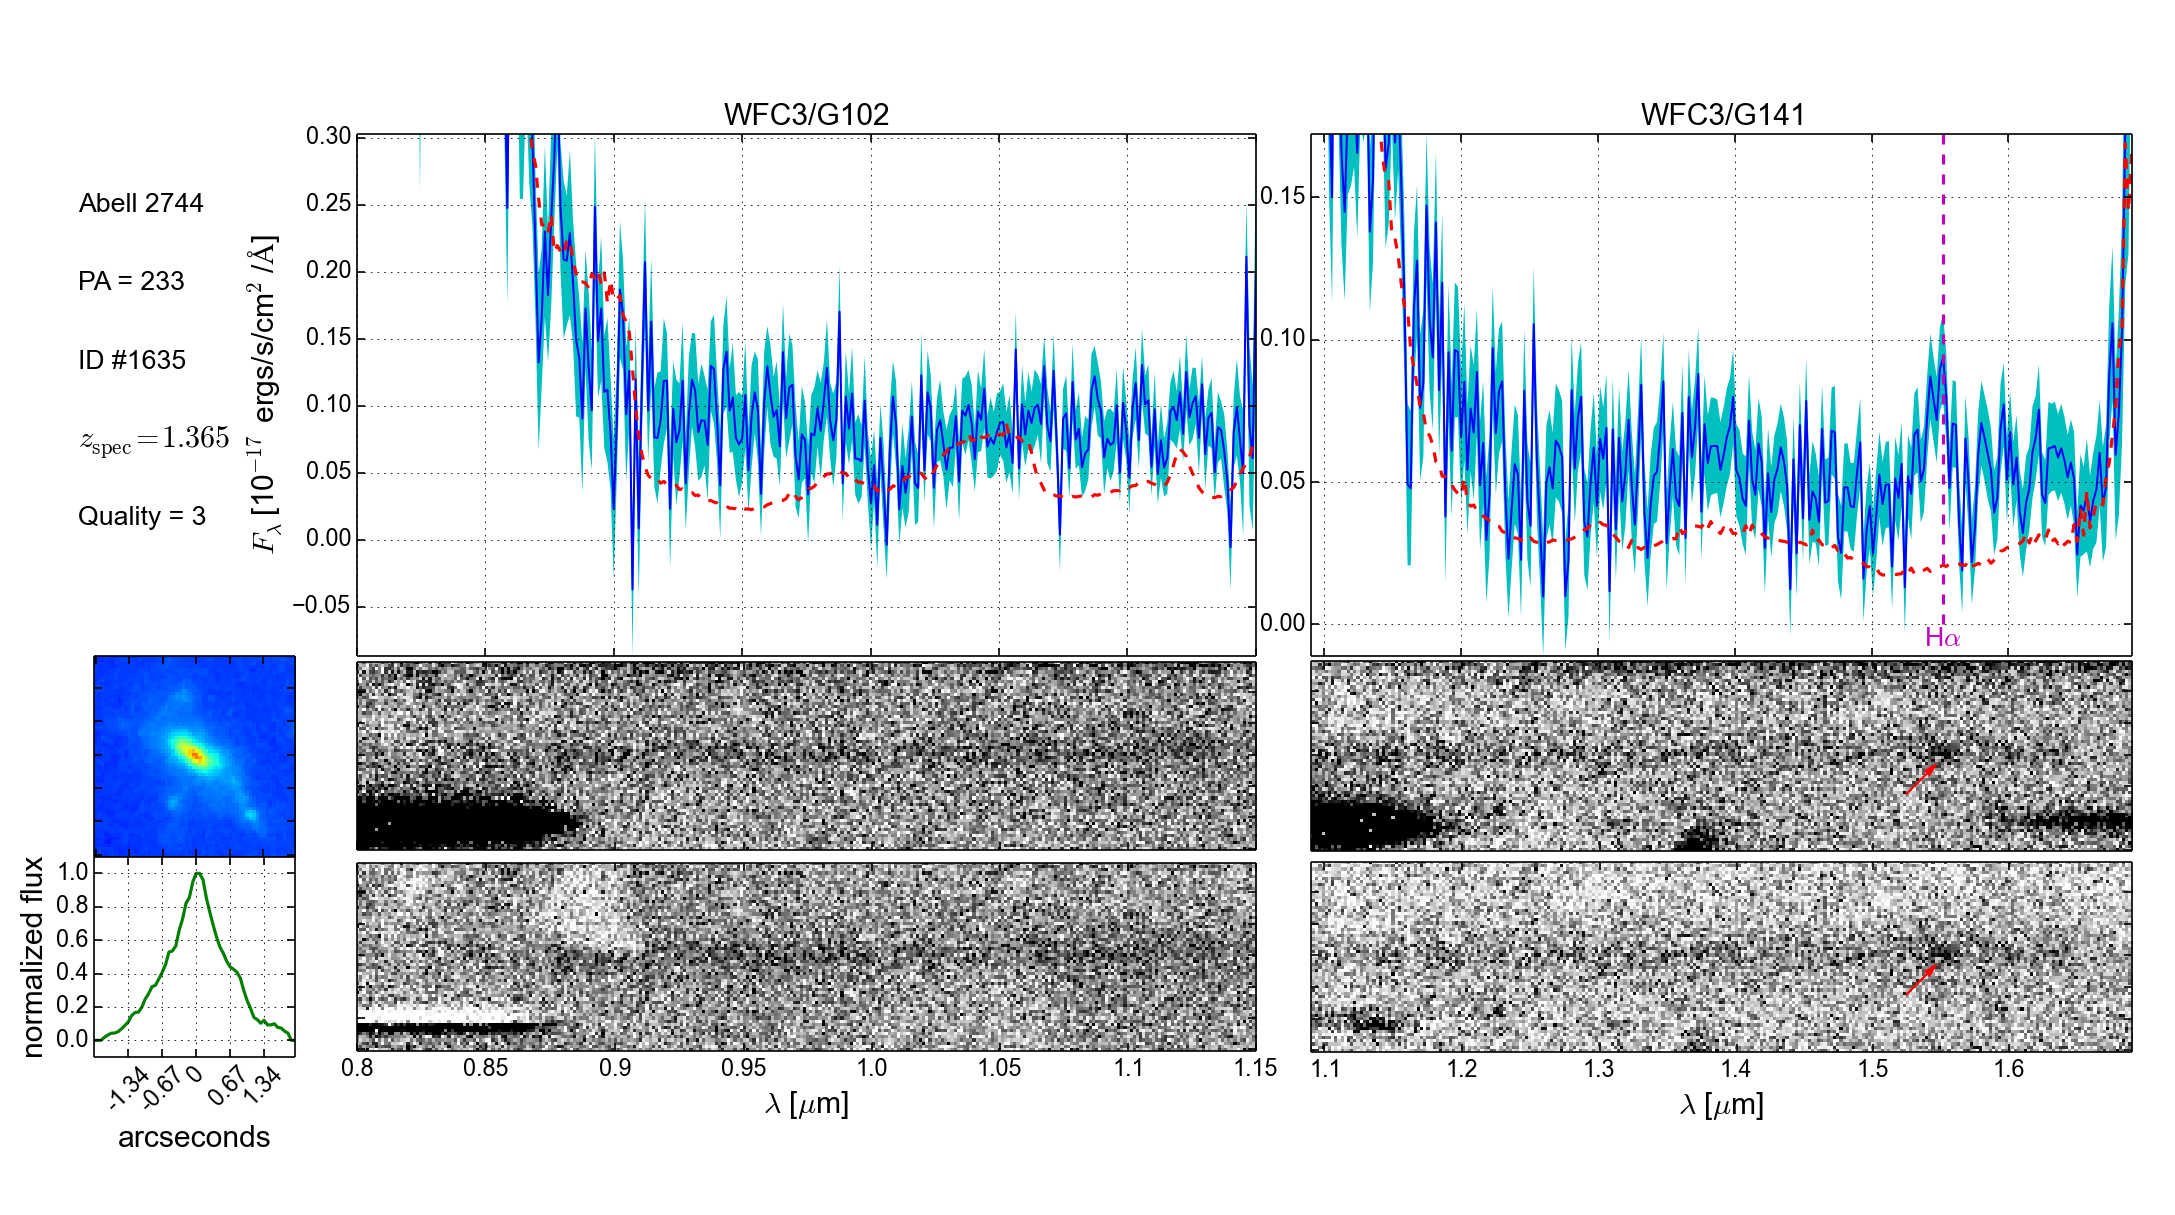 WFC3/G102
WFC3/G141
Abell 2744
PA = 233
ID #1635
z_spec = 1.365
Quality = 3
F_λ [10^−17 ergs/s/cm^2 /Å]
0.30
0.25
0.20
0.15
0.10
0.05
0.00
−0.05
0.15
0.10
0.05
0.00
Hα
normalized flux
1.0
0.8
0.6
0.4
0.2
0.0
-1.34
-0.67
0
0.67
1.34
arcseconds
0.8 0.85 0.9 0.95 1.0 1.05 1.1 1.15
λ [μm]
1.1 1.2 1.3 1.4 1.5 1.6
λ [μm]